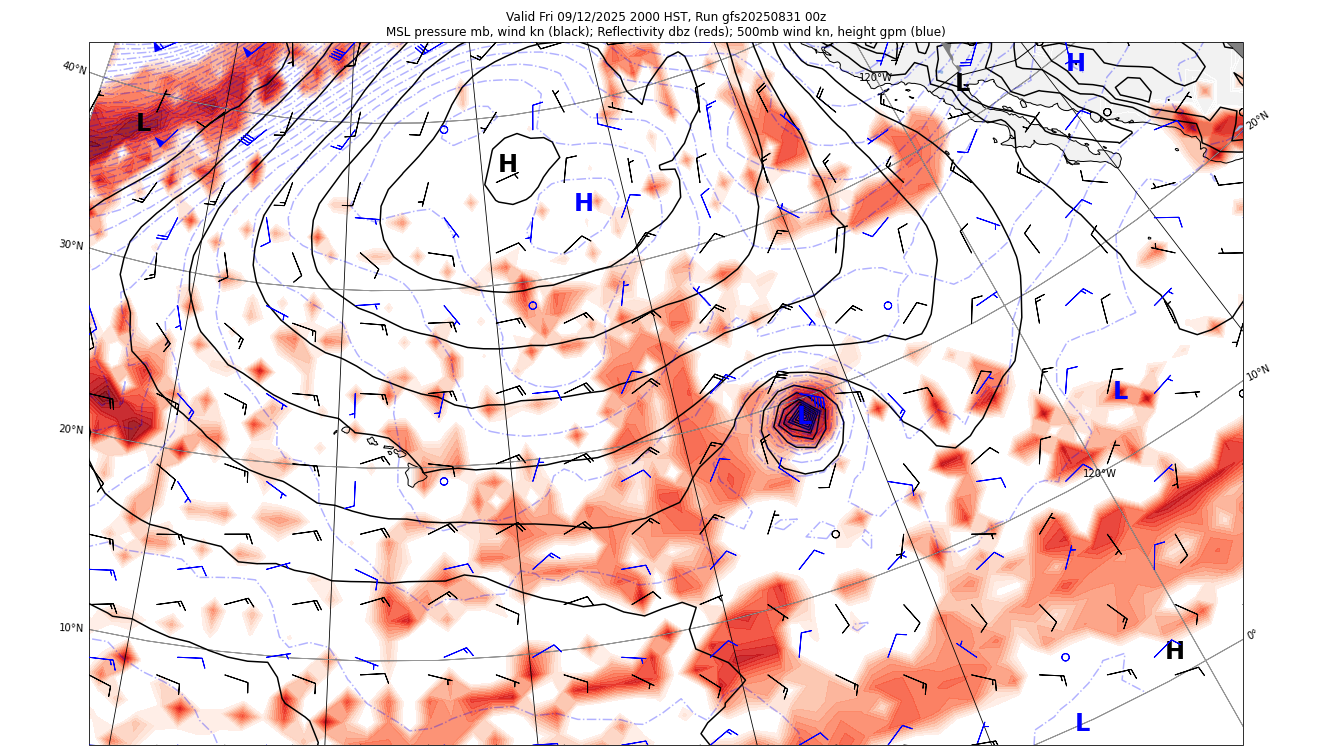 Valid Fri 09/12/2025 2000 HST, Run gfs20250831 00z
MSL pressure mb, wind kn (black); Reflectivity dbz (reds); 500mb wind kn, height gpm (blue)
40°N
120°W
L
H
20°N
L
H
H
30°N
10°N
L
L
20°N
120°W
10°N
0°
H
L